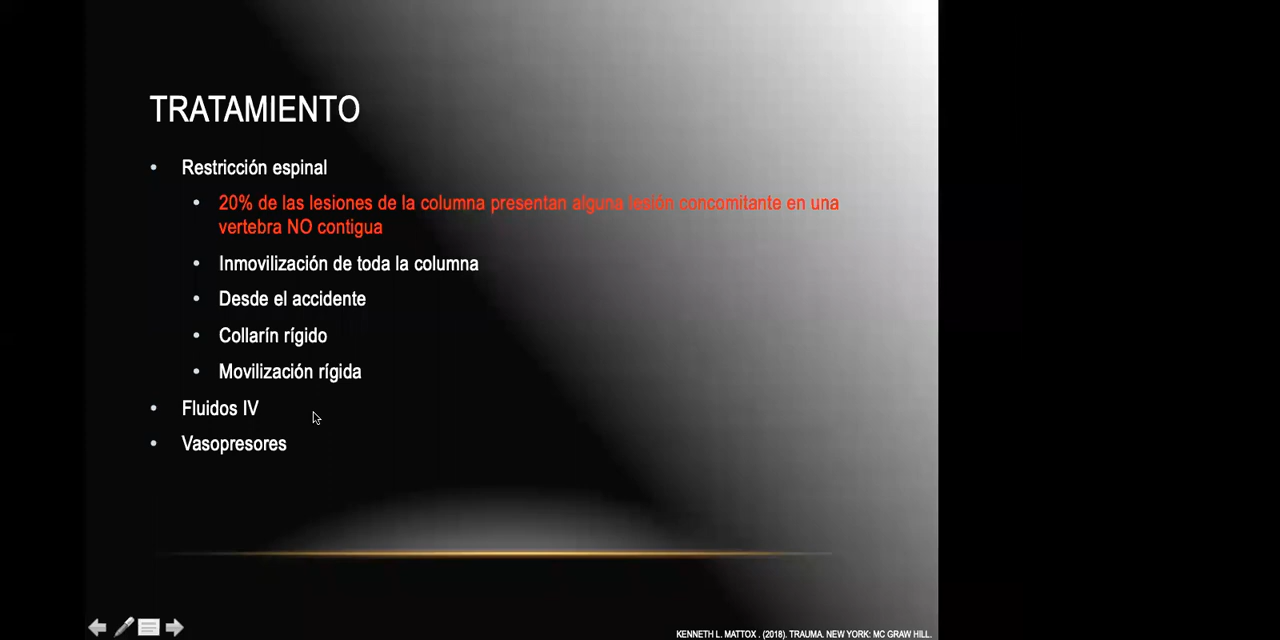 TRATAMIENTO
• Restricción espinal
• 20% de las lesiones de la columna presentan alguna lesión concomitante en una
vertebra NO contigua
• Inmovilización de toda la columna
• Desde el accidente
• Collarín rígido
• Movilización rígida
• Fluidos IV
• Vasopresores
KENNETH L. MATTOX . (2018). TRAUMA. NEW YORK: MC GRAW HILL.